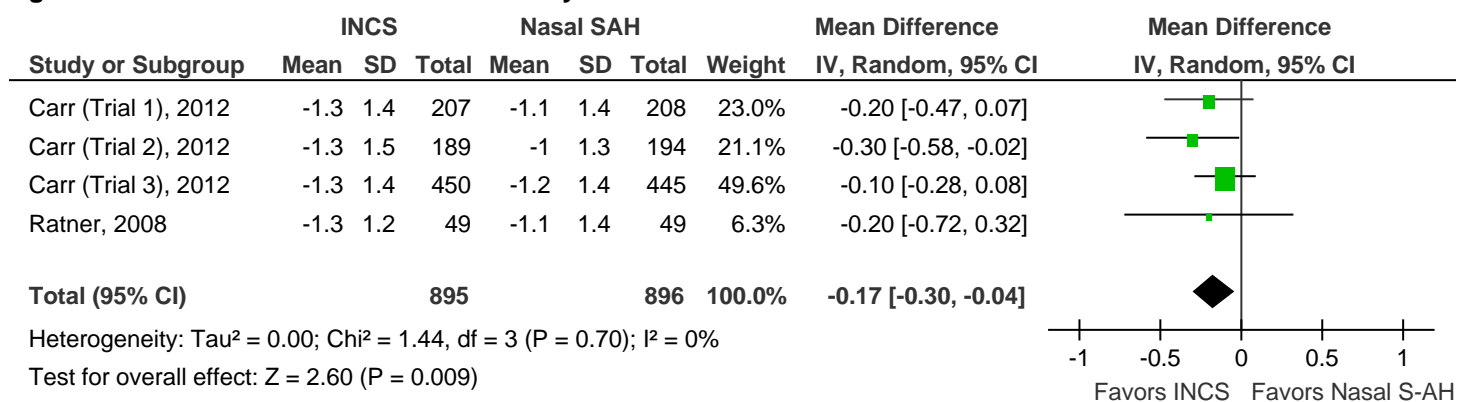 INCS Nasal SAH Mean Difference Mean Difference
Study or Subgroup Mean SD Total Mean SD Total Weight IV, Random, 95% CI IV, Random, 95% CI
Carr (Trial 1), 2012 -1.3 1.4 207 -1.1 1.4 208 23.0% -0.20 [-0.47, 0.07]
Carr (Trial 2), 2012 -1.3 1.5 189 -1 1.3 194 21.1% -0.30 [-0.58, -0.02]
Carr (Trial 3), 2012 -1.3 1.4 450 -1.2 1.4 445 49.6% -0.10 [-0.28, 0.08]
Ratner, 2008 -1.3 1.2 49 -1.1 1.4 49 6.3% -0.20 [-0.72, 0.32]
Total (95% CI) 895 896 100.0% -0.17 [-0.30, -0.04]
Heterogeneity: Tau² = 0.00; Chi² = 1.44, df = 3 (P = 0.70); I² = 0%
Test for overall effect: Z = 2.60 (P = 0.009)
-1 -0.5 0 0.5 1
Favors INCS Favors Nasal S-AH